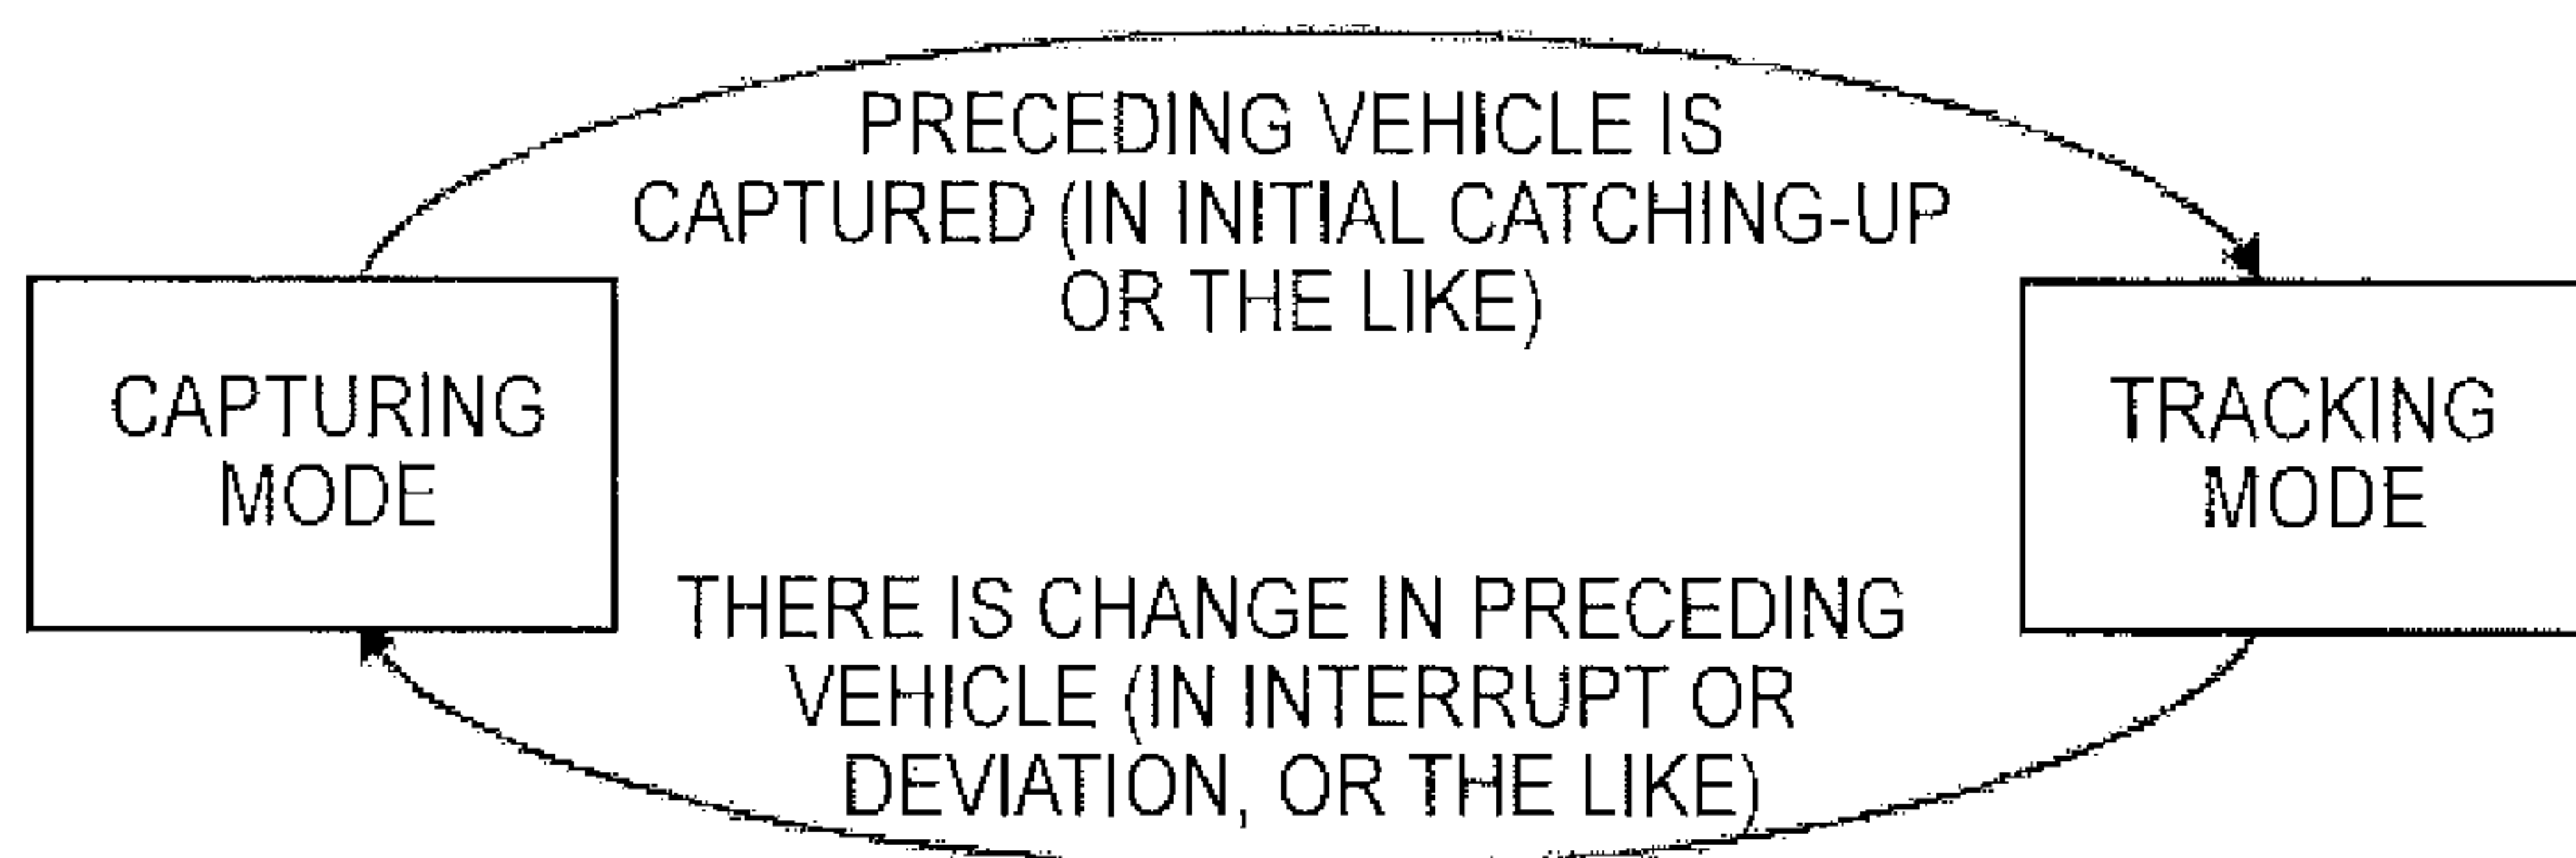 PRECEDING VEHICLE IS
CAPTURED (IN INITIAL CATCHING-UP
OR THE LIKE)
CAPTURING
MODE
TRACKING
MODE
THERE IS CHANGE IN PRECEDING
VEHICLE (IN INTERRUPT OR
DEVIATION, OR THE LIKE)